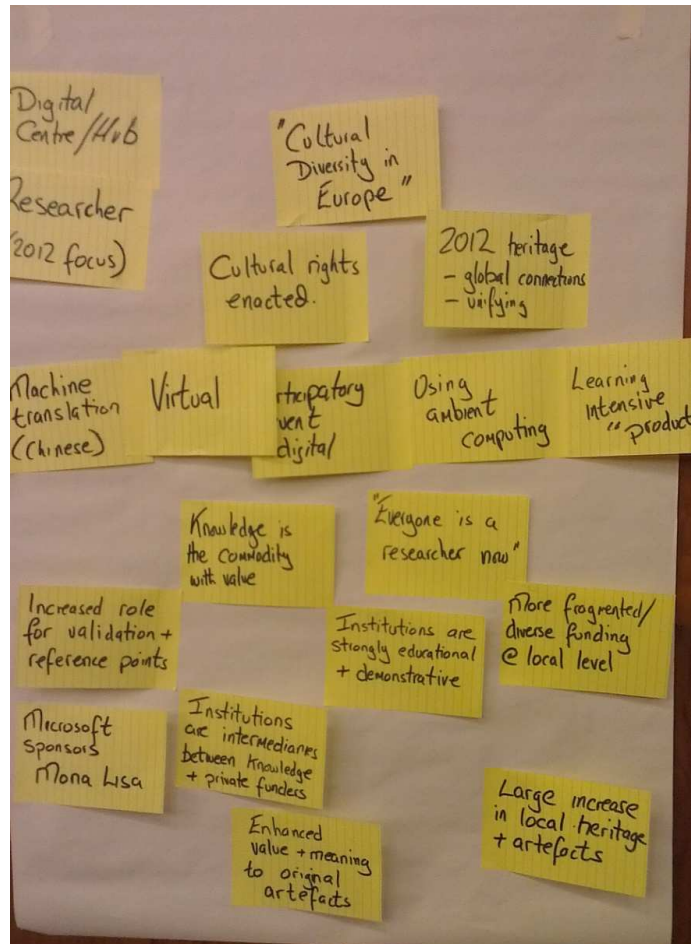 Digital
Centre/Hub
Researcher
(2012 focus)
"Cultural
Diversity in
Europe"
Cultural rights
enacted.
2012 heritage
- global connections
- unifying
Machine
translation
(Chinese)
Virtual
rticipatory
vent
digital
Using
ambient
computing
Learning
intensive
"product
Knowledge is
the commodity
with value
"Everyone is a
researcher now"
Increased role
for validation +
reference points
Institutions are
strongly educational
+ demonstrative
More fragmented/
diverse funding
@ local level
Microsoft
sponsors
Mona Lisa
Institutions
are intermediaries
between knowledge
+ private funders
Large increase
in local heritage
+ artefacts
Enhanced
value + meaning
to original
artefacts